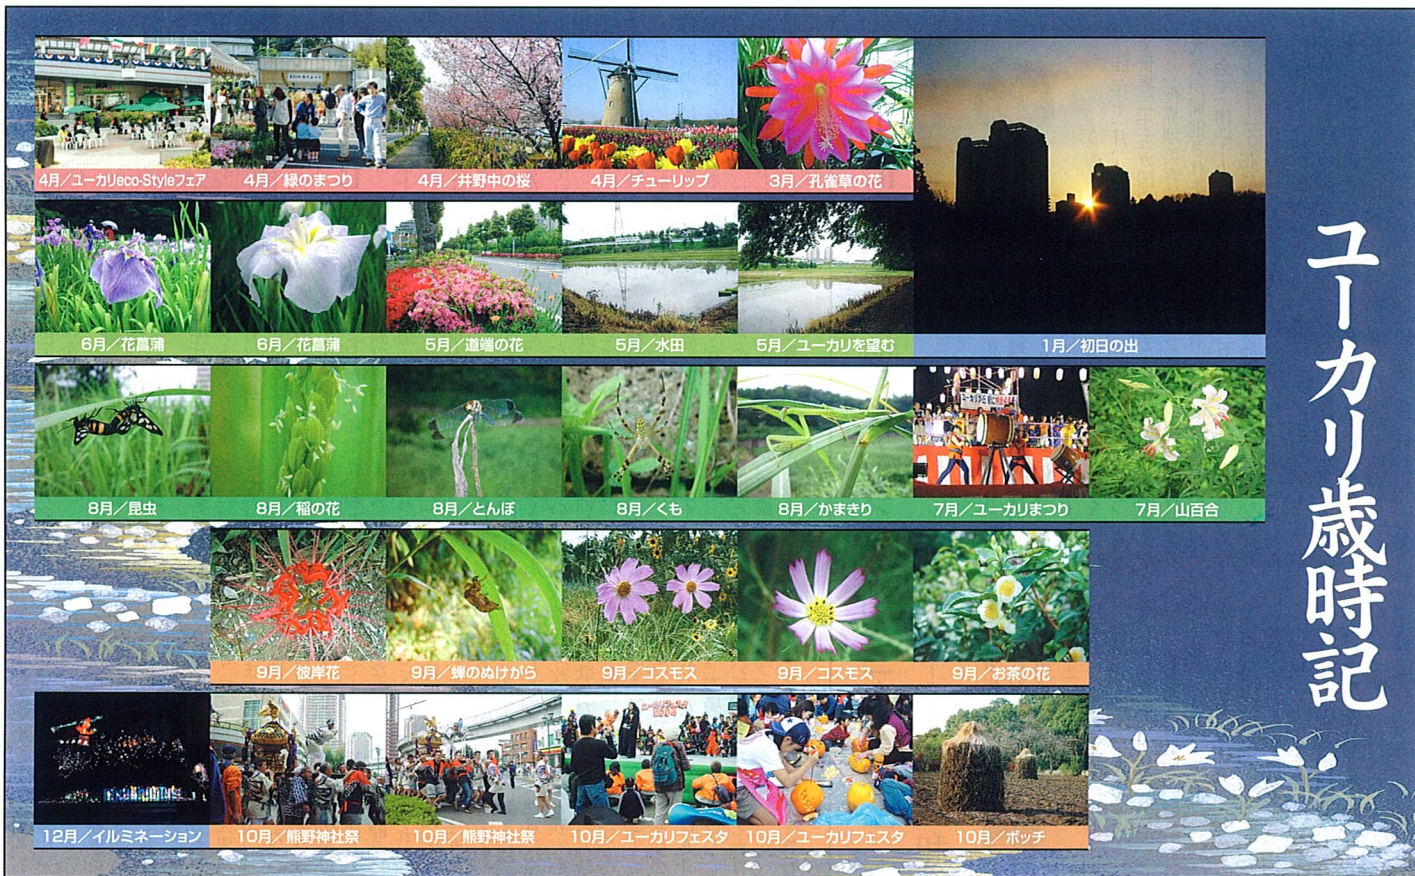 ユーカリ歳時記
1月／初日の出
3月／孔雀草の花
4月／チューリップ
4月／井野中の桜
4月／緑のまつり
4月／ユーカリeco-Styleフェア
5月／ユーカリを望む
5月／水田
5月／道端の花
6月／花菖蒲
6月／花菖蒲
7月／山百合
7月／ユーカリまつり
8月／かまきり
8月／くも
8月／とんぼ
8月／稲の花
8月／昆虫
9月／お茶の花
9月／コスモス
9月／コスモス
9月／蝉のぬけがら
9月／彼岸花
10月／ボッチ
10月／ユーカリフェスタ
10月／ユーカリフェスタ
10月／熊野神社祭
10月／熊野神社祭
12月／イルミネーション